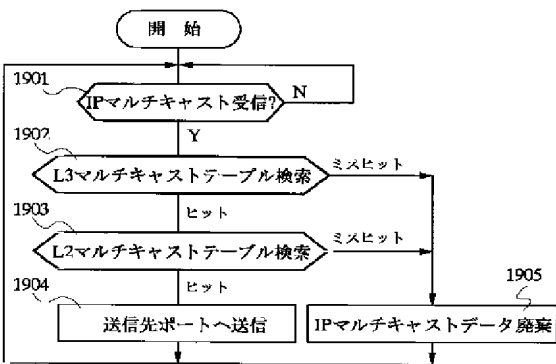 開 始
1901
IPマルチキャスト受信?
N
Y
1902
L3マルチキャストテーブル検索
ミスヒット
ヒット
1903
L2マルチキャストテーブル検索
ミスヒット
ヒット
1904
送信先ポートへ送信
1905
IPマルチキャストデータ廃棄